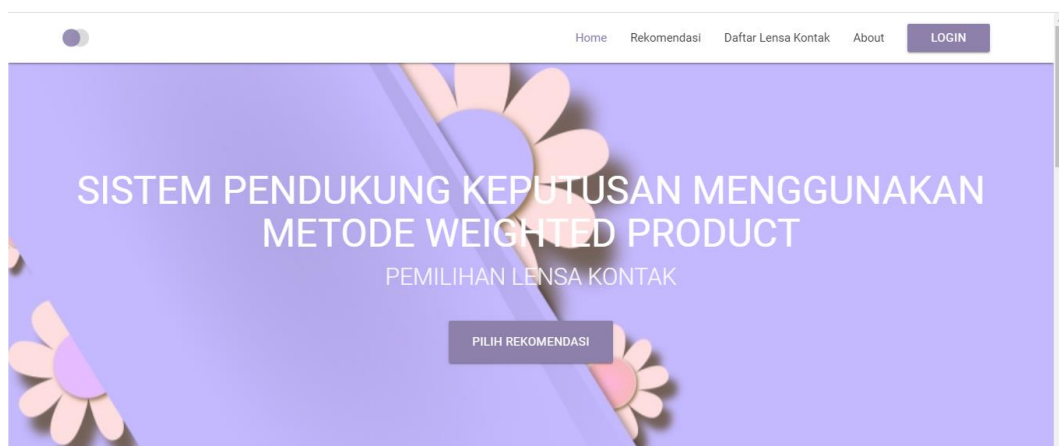 Home Rekomendasi Daftar Lensa Kontak About LOGIN
SISTEM PENDUKUNG KEPUTUSAN MENGGUNAKAN
METODE WEIGHTED PRODUCT
PEMILIHAN LENSA KONTAK
PILIH REKOMENDASI